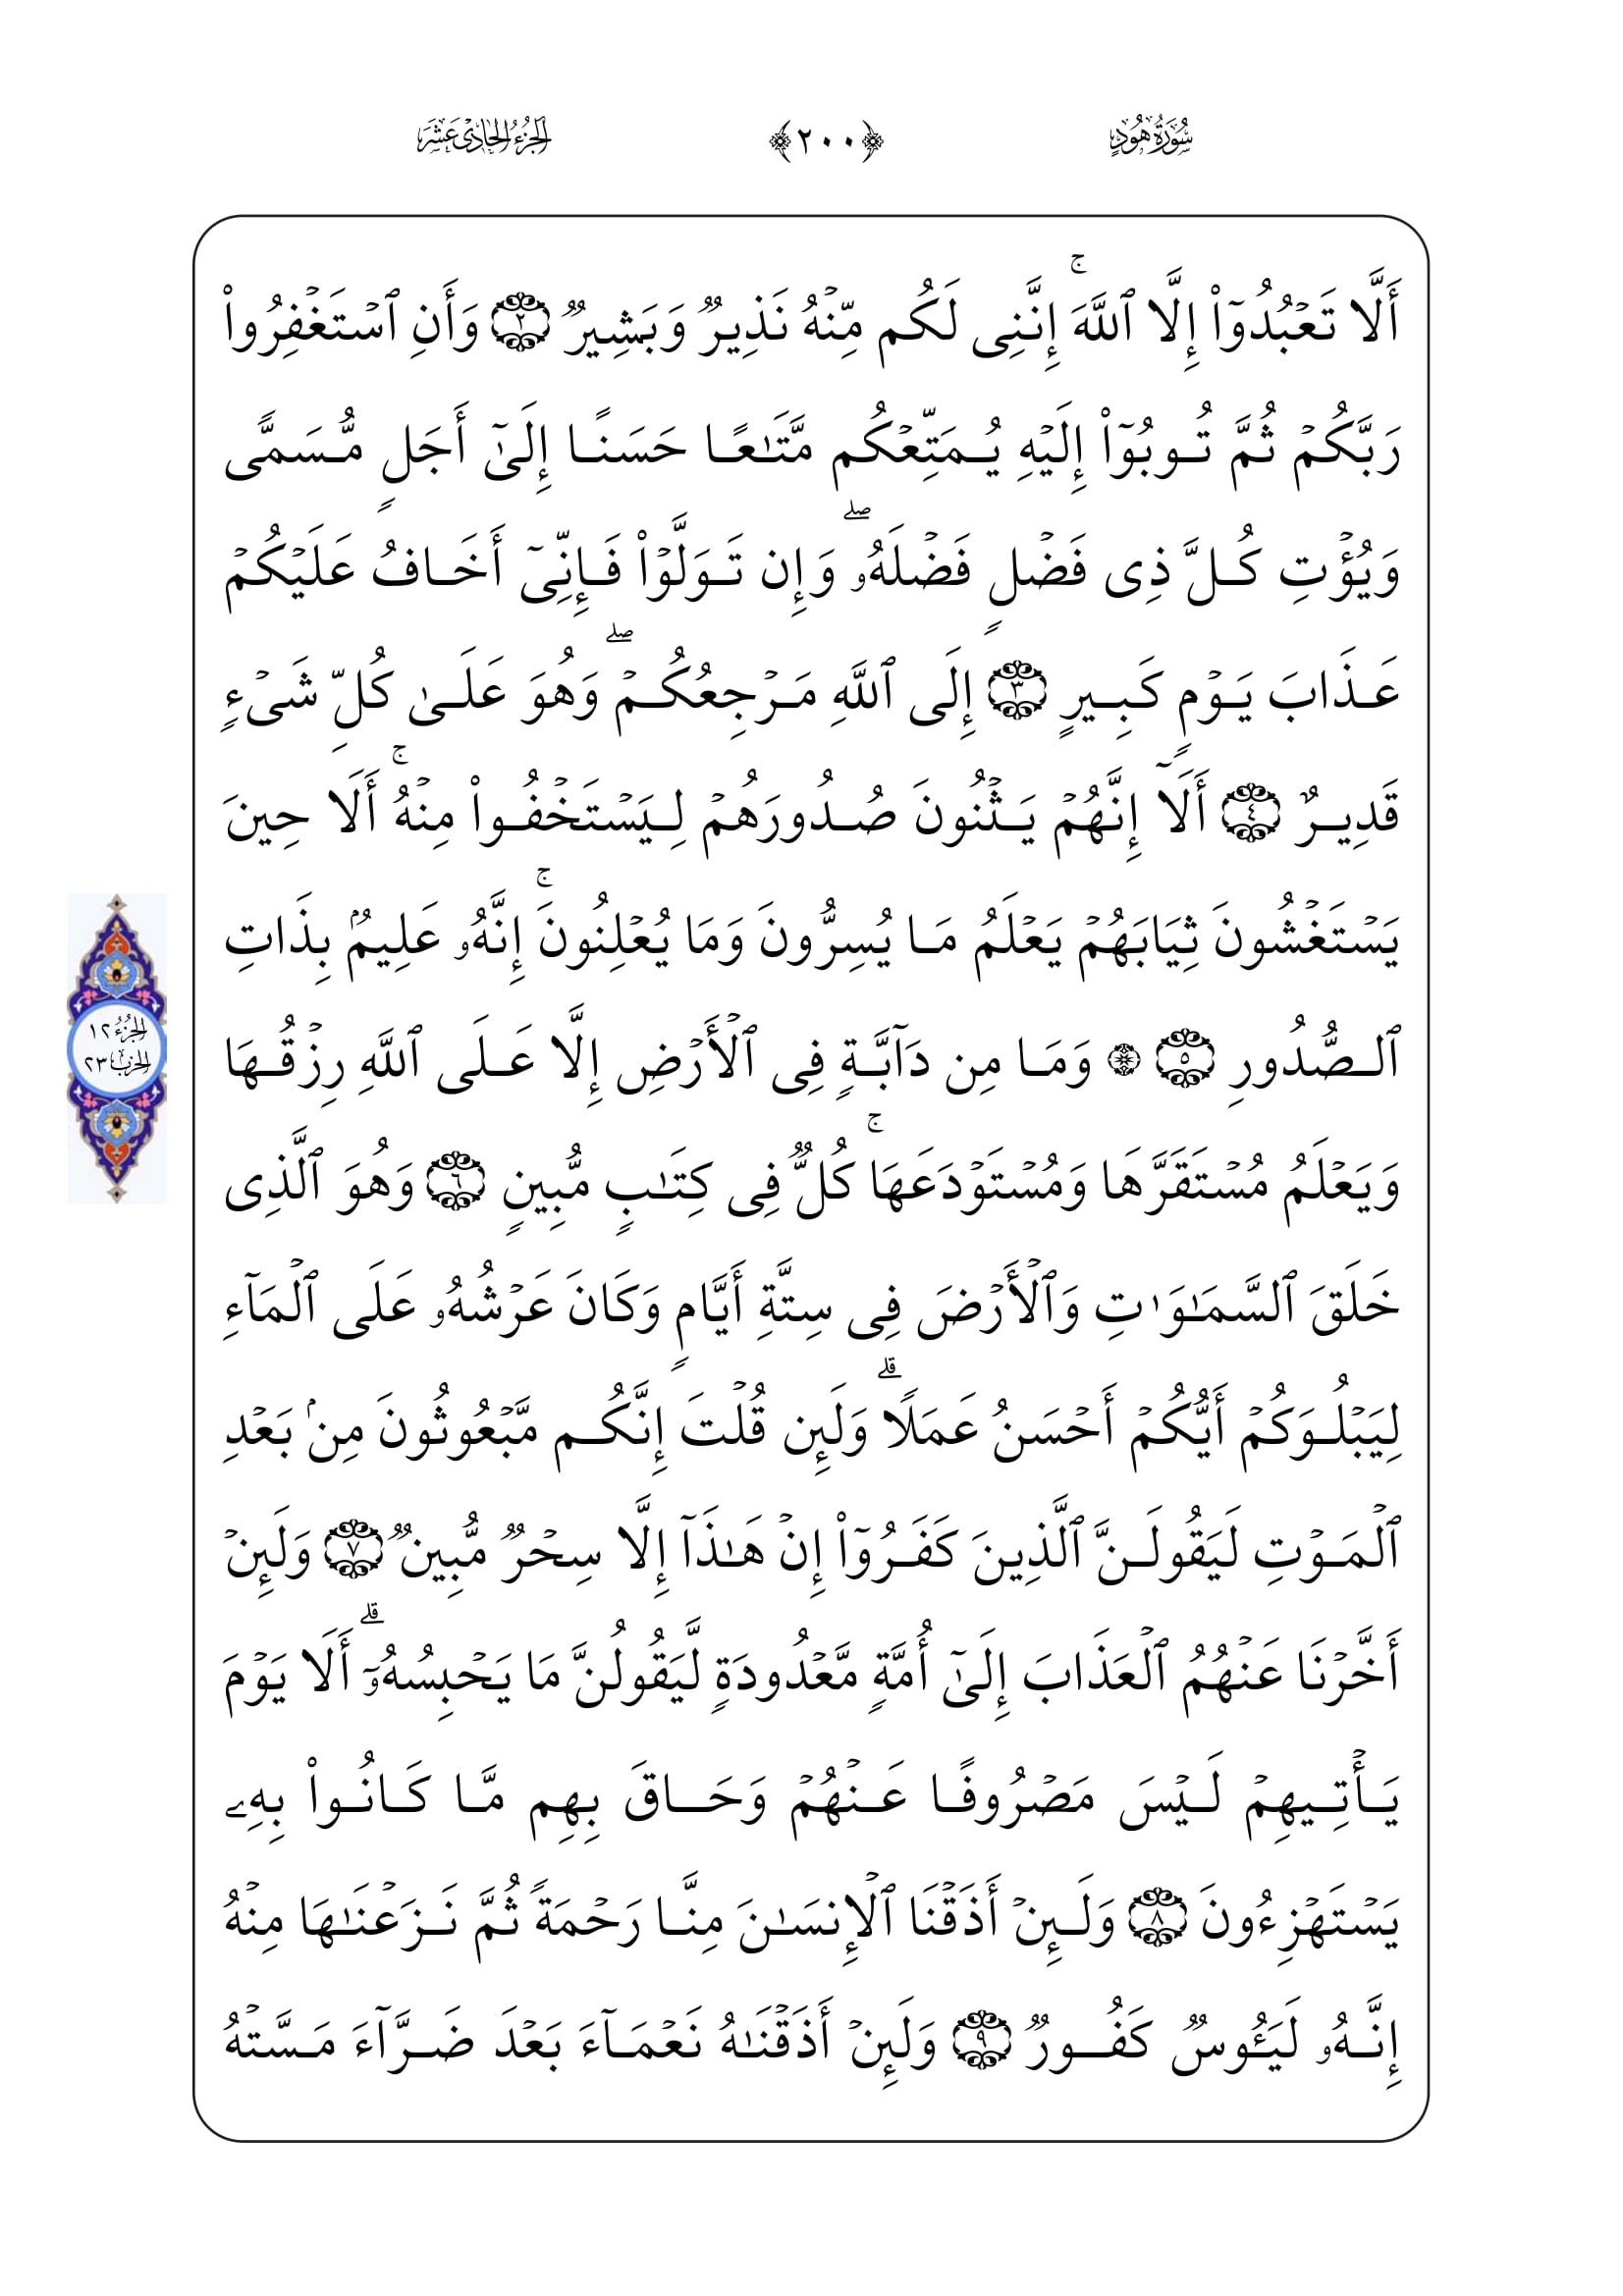 سُورَةُ هُودٍ ﴿٢٠٠﴾ الجُزْءُ الحَادِى عَشَرَ
أَلَّا تَعۡبُدُوٓاْ إِلَّا ٱللَّهَۚ إِنَّنِى لَكُم مِّنۡهُ نَذِيرٌ وَبَشِيرٌ ٢ وَأَنِ ٱسۡتَغۡفِرُواْ
رَبَّكُمۡ ثُمَّ تُوبُوٓاْ إِلَيۡهِ يُمَتِّعۡكُم مَّتَٰعًا حَسَنًا إِلَىٰٓ أَجَلٍ مُّسَمًّى
وَيُؤۡتِ كُلَّ ذِى فَضۡلٍ فَضۡلَهُۥۖ وَإِن تَوَلَّوۡاْ فَإِنِّىٓ أَخَافُ عَلَيۡكُمۡ
عَذَابَ يَوۡمٍ كَبِيرٍ ٣ إِلَى ٱللَّهِ مَرۡجِعُكُمۡۖ وَهُوَ عَلَىٰ كُلِّ شَىۡءٍ
قَدِيرٌ ٤ أَلَآ إِنَّهُمۡ يَثۡنُونَ صُدُورَهُمۡ لِيَسۡتَخۡفُواْ مِنۡهُۚ أَلَا حِينَ
يَسۡتَغۡشُونَ ثِيَابَهُمۡ يَعۡلَمُ مَا يُسِرُّونَ وَمَا يُعۡلِنُونَۚ إِنَّهُۥ عَلِيمُۢ بِذَاتِ
ٱلصُّدُورِ ٥ ۞ وَمَا مِن دَآبَّةٍ فِى ٱلۡأَرۡضِ إِلَّا عَلَى ٱللَّهِ رِزۡقُهَا
الجُزْءُ ١٢
الحِزْبُ ٢٣
وَيَعۡلَمُ مُسۡتَقَرَّهَا وَمُسۡتَوۡدَعَهَاۚ كُلٌّ فِى كِتَٰبٍ مُّبِينٍ ٦ وَهُوَ ٱلَّذِى
خَلَقَ ٱلسَّمَٰوَٰتِ وَٱلۡأَرۡضَ فِى سِتَّةِ أَيَّامٍ وَكَانَ عَرۡشُهُۥ عَلَى ٱلۡمَآءِ
لِيَبۡلُوَكُمۡ أَيُّكُمۡ أَحۡسَنُ عَمَلًاۗ وَلَئِن قُلۡتَ إِنَّكُم مَّبۡعُوثُونَ مِنۢ بَعۡدِ
ٱلۡمَوۡتِ لَيَقُولَنَّ ٱلَّذِينَ كَفَرُوٓاْ إِنۡ هَٰذَآ إِلَّا سِحۡرٌ مُّبِينٌ ٧ وَلَئِنۡ
أَخَّرۡنَا عَنۡهُمُ ٱلۡعَذَابَ إِلَىٰٓ أُمَّةٍ مَّعۡدُودَةٍ لَّيَقُولُنَّ مَا يَحۡبِسُهُۥٓۗ أَلَا يَوۡمَ
يَأۡتِيهِمۡ لَيۡسَ مَصۡرُوفًا عَنۡهُمۡ وَحَاقَ بِهِم مَّا كَانُواْ بِهِۦ
يَسۡتَهۡزِءُونَ ٨ وَلَئِنۡ أَذَقۡنَا ٱلۡإِنسَٰنَ مِنَّا رَحۡمَةً ثُمَّ نَزَعۡنَٰهَا مِنۡهُ
إِنَّهُۥ لَيَـُٔوسٌ كَفُورٌ ٩ وَلَئِنۡ أَذَقۡنَٰهُ نَعۡمَآءَ بَعۡدَ ضَرَّآءَ مَسَّتۡهُ